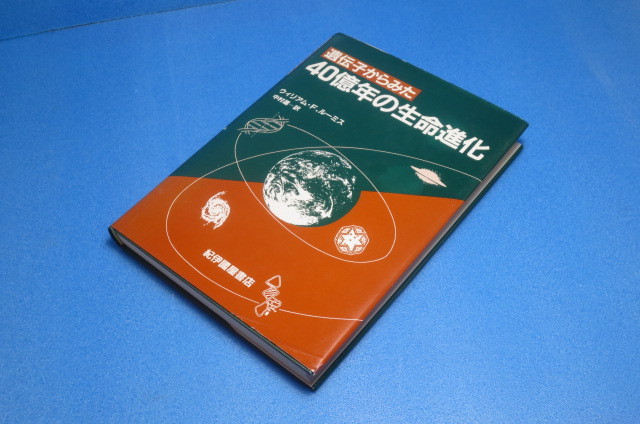 遺伝子からみた
40億年の生命進化
ウィリアム・F・ルーミス
中村運・訳
紀伊國屋書店